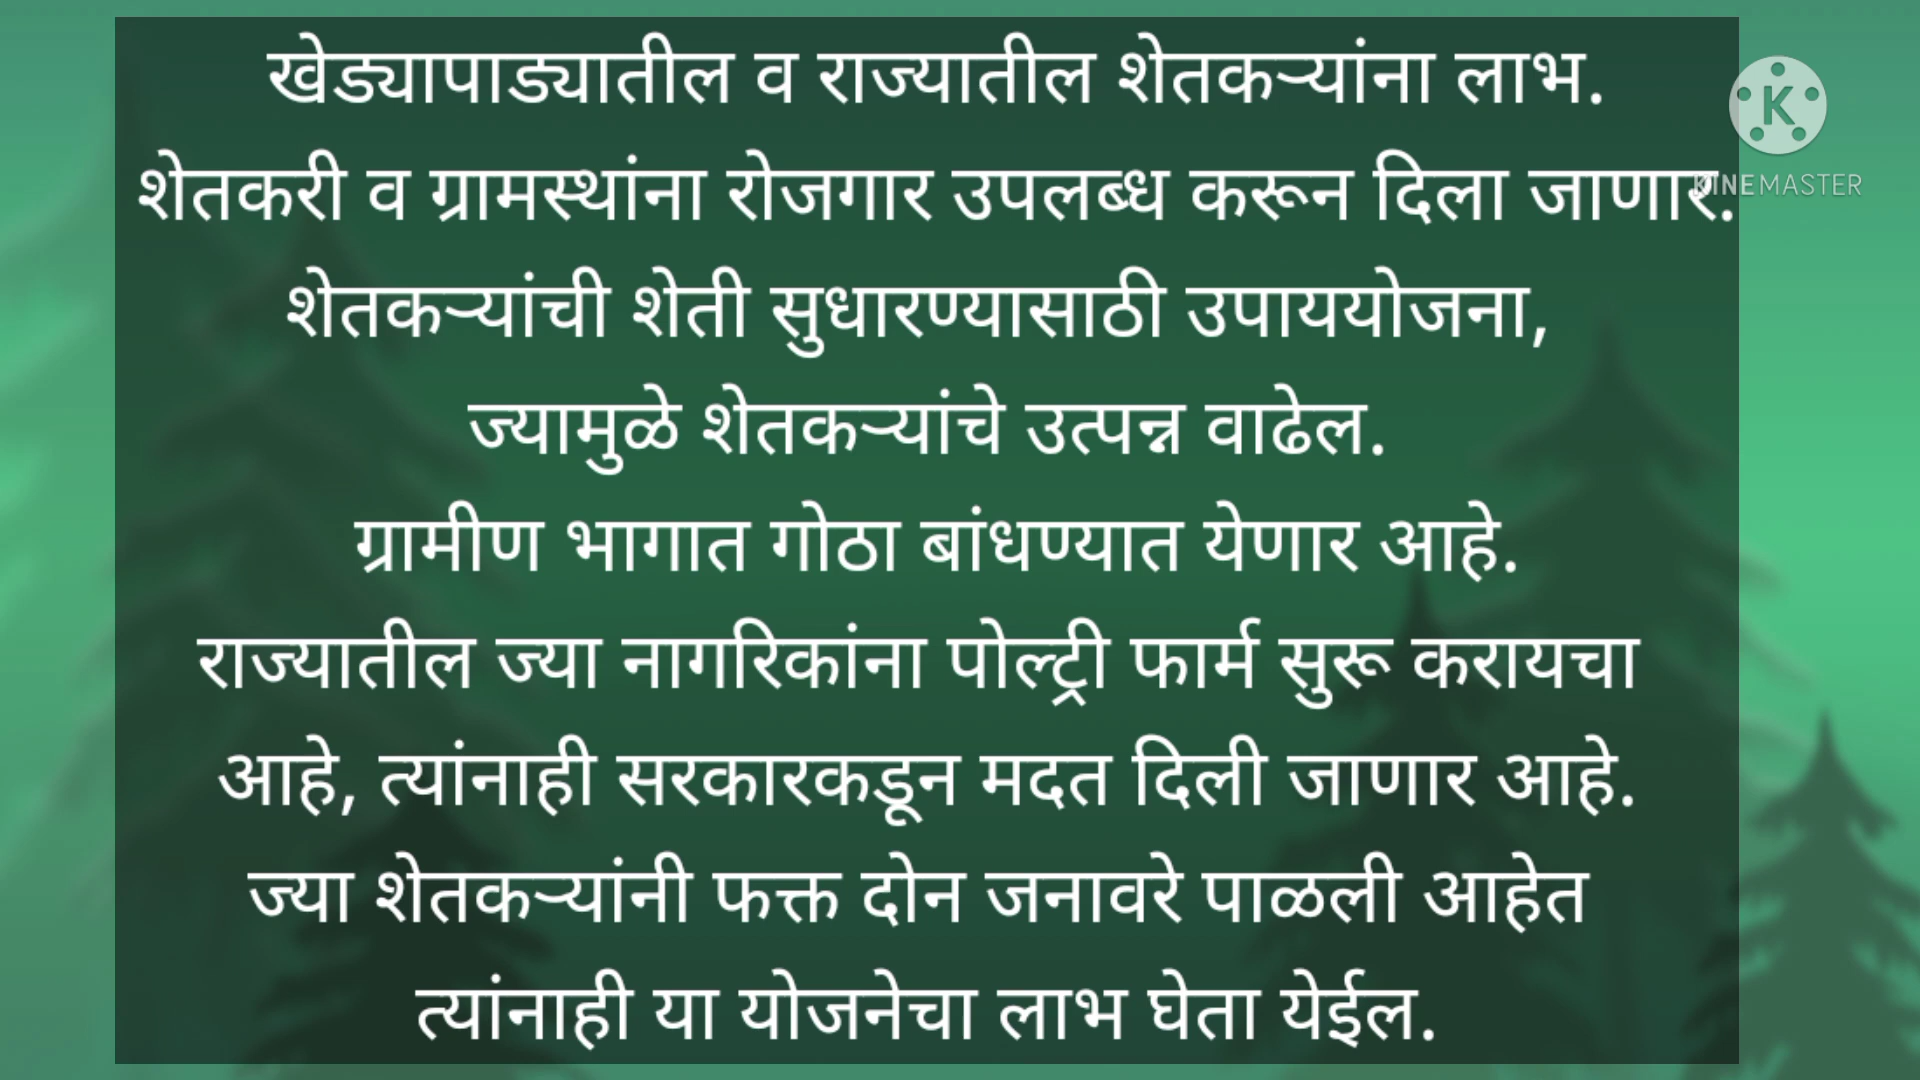 खेड्यापाड्यातील व राज्यातील शेतकऱ्यांना लाभ.
शेतकरी व ग्रामस्थांना रोजगार उपलब्ध करून दिला जाणार.
शेतकऱ्यांची शेती सुधारण्यासाठी उपाययोजना,
ज्यामुळे शेतकऱ्यांचे उत्पन्न वाढेल.
ग्रामीण भागात गोठा बांधण्यात येणार आहे.
राज्यातील ज्या नागरिकांना पोल्ट्री फार्म सुरू करायचा
आहे, त्यांनाही सरकारकडून मदत दिली जाणार आहे.
ज्या शेतकऱ्यांनी फक्त दोन जनावरे पाळली आहेत
त्यांनाही या योजनेचा लाभ घेता येईल.
K
KINEMASTER